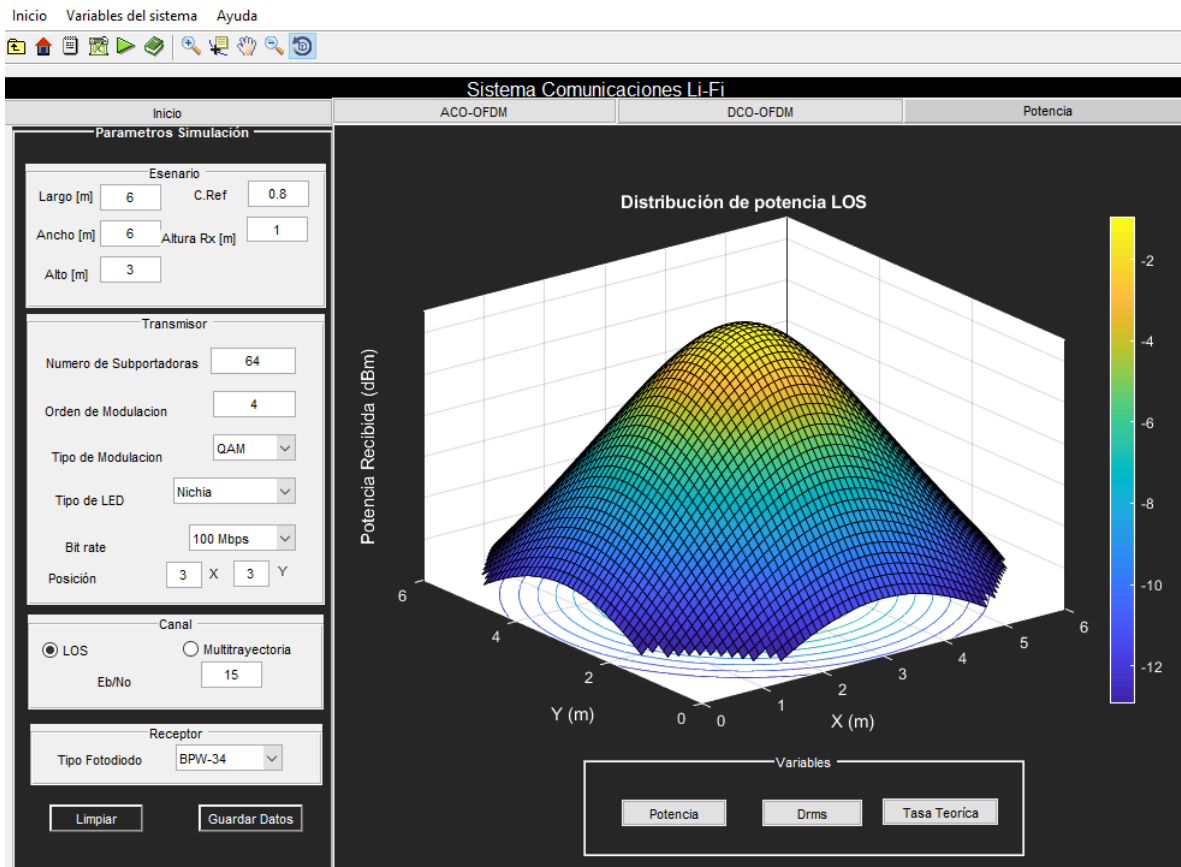 Inicio Variables del sistema Ayuda
Sistema Comunicaciones Li-Fi
Inicio ACO-OFDM DCO-OFDM Potencia
Parametros Simulación
Esenario
Largo [m] 6 C.Ref 0.8
Ancho [m] 6 Altura Rx [m] 1
Alto [m] 3
Transmisor
Numero de Subportadoras 64
Orden de Modulacion 4
Tipo de Modulacion QAM
Tipo de LED Nichia
Bit rate 100 Mbps
Posición 3 X 3 Y
Canal
LOS Multitrayectoria
Eb/No 15
Receptor
Tipo Fotodiodo BPW-34
Limpiar Guardar Datos
Distribución de potencia LOS
Potencia Recibida (dBm)
6
4
2
0
Y (m)
0
1
2
3
4
5
6
X (m)
-2
-4
-6
-8
-10
-12
Variables
Potencia Drms Tasa Teoríca